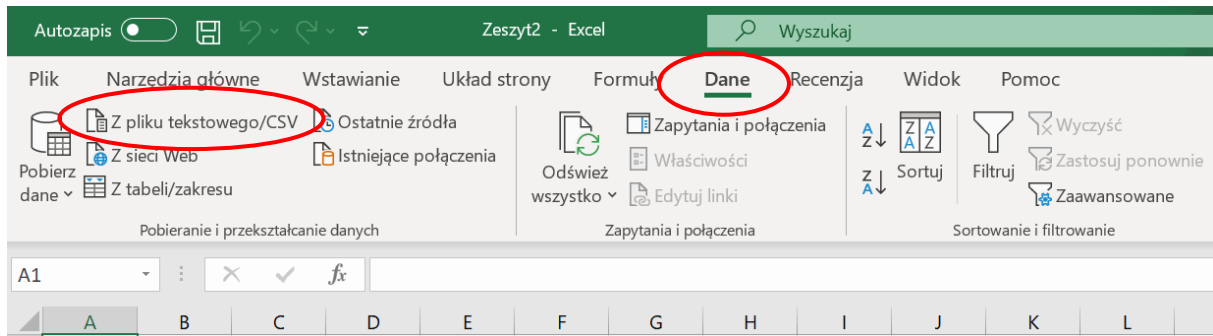 Autozapis Zeszyt2 - Excel Wyszukaj
Plik Narzędzia główne Wstawianie Układ strony Formuły Dane Recenzja Widok Pomoc
Pobierz dane
Z pliku tekstowego/CSV
Z sieci Web
Z tabeli/zakresu
Ostatnie źródła
Istniejące połączenia
Pobieranie i przekształcanie danych
Odśwież
wszystko
Zapytania i połączenia
Właściwości
Edytuj linki
Zapytania i połączenia
Sortuj
Filtruj
Wyczyść
Zastosuj ponownie
Zaawansowane
Sortowanie i filtrowanie
A1 fx
A B C D E F G H I J K L